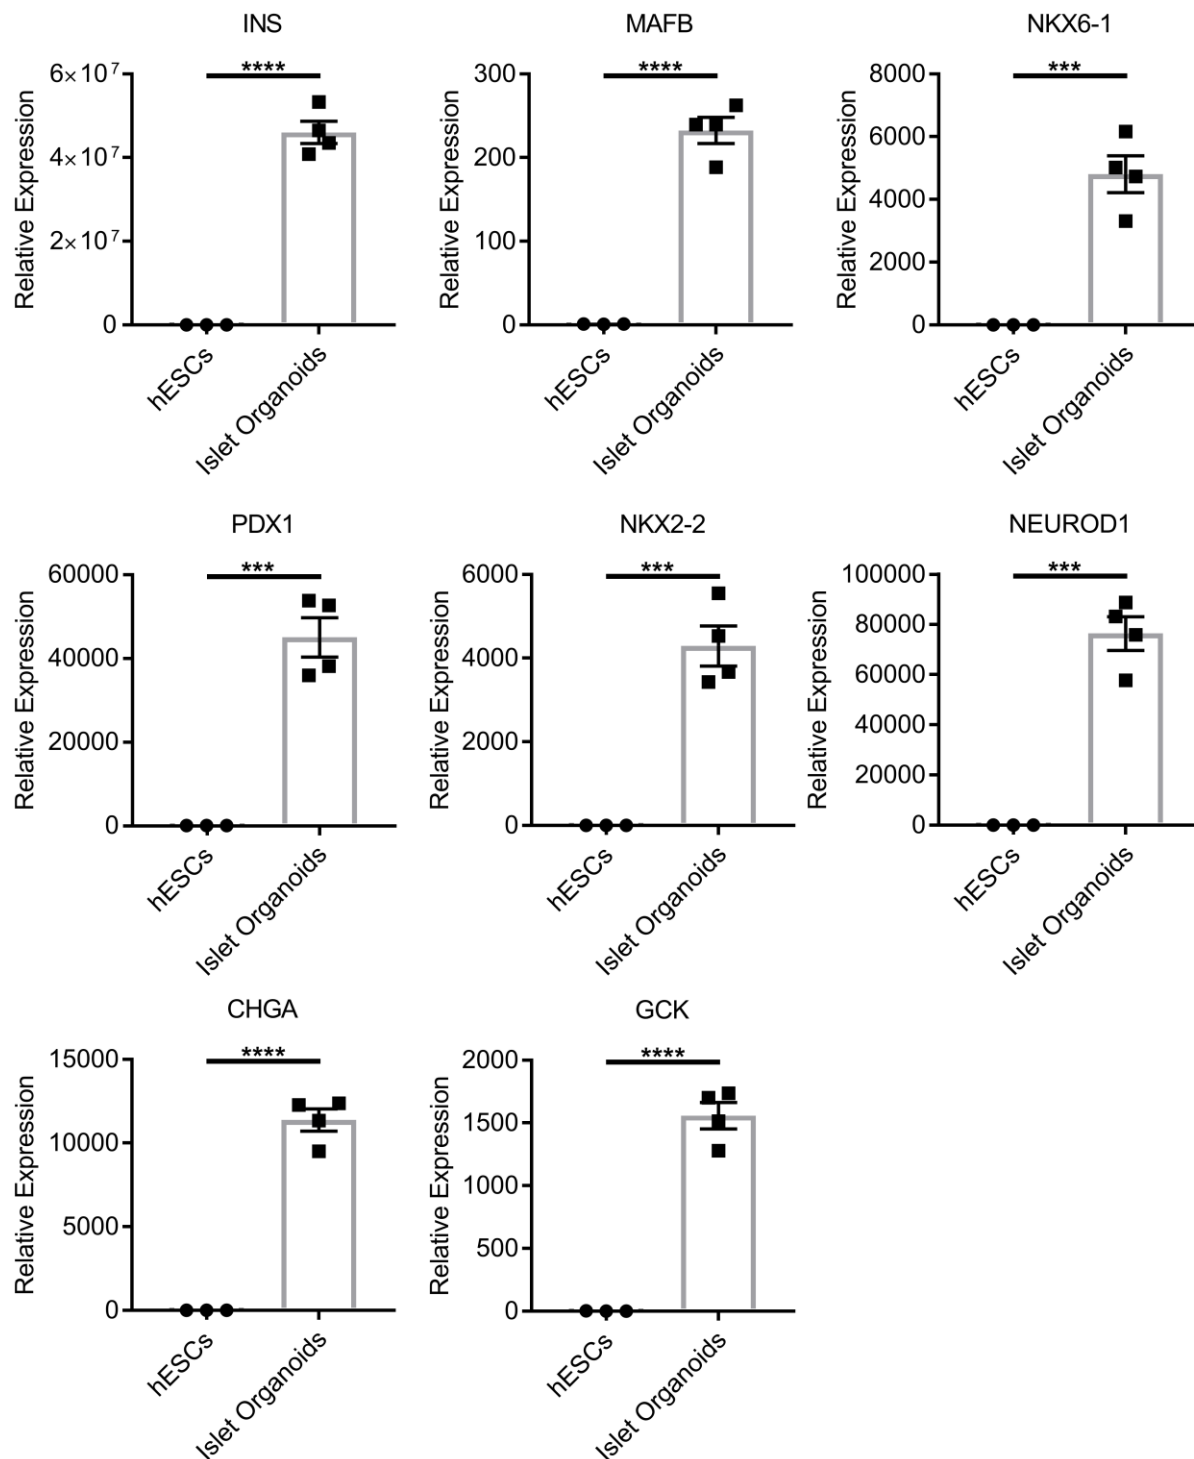 INS
MAFB
NKX6-1
Relative Expression
6×10⁷
4×10⁷
2×10⁷
0
****
hESCs
Islet Organoids
Relative Expression
300
200
100
0
****
hESCs
Islet Organoids
Relative Expression
8000
6000
4000
2000
0
***
hESCs
Islet Organoids
PDX1
NKX2-2
NEUROD1
Relative Expression
60000
40000
20000
0
***
hESCs
Islet Organoids
Relative Expression
6000
4000
2000
0
***
hESCs
Islet Organoids
Relative Expression
100000
80000
60000
40000
20000
0
***
hESCs
Islet Organoids
CHGA
GCK
Relative Expression
15000
10000
5000
0
****
hESCs
Islet Organoids
Relative Expression
2000
1500
1000
500
0
****
hESCs
Islet Organoids